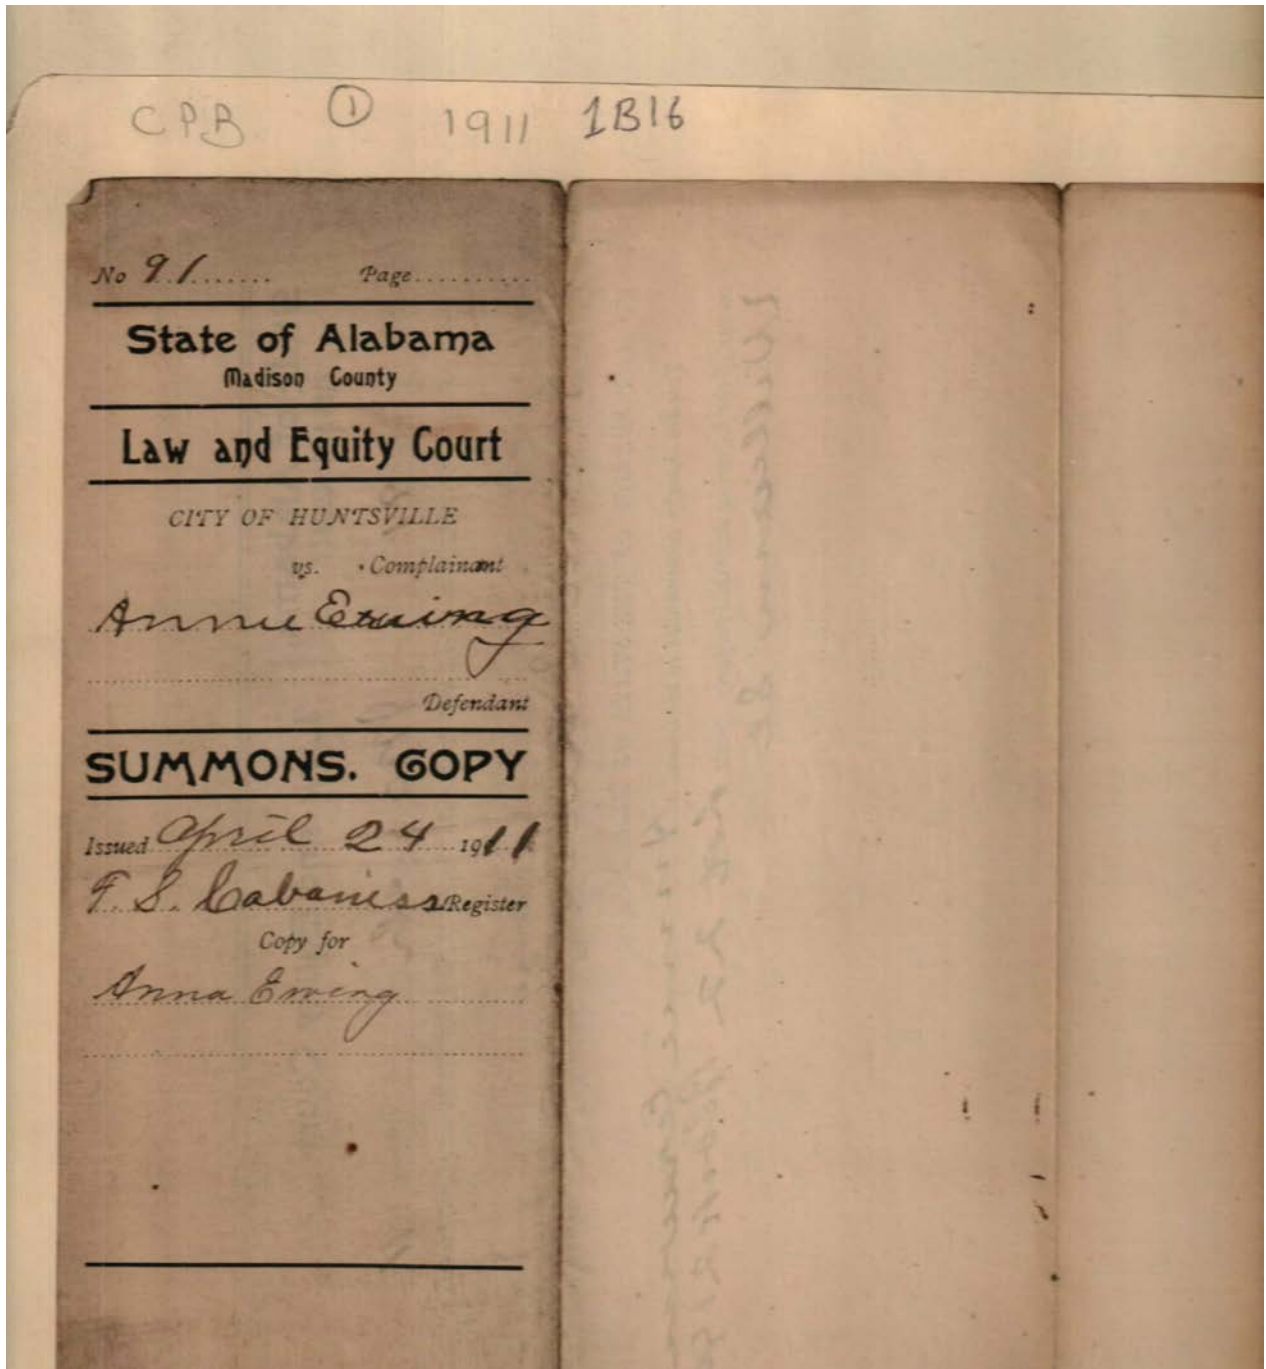 CPB ① 1911 1B16
No 91....... Page..........
State of Alabama
Madison County
Law and Equity Court
CITY OF HUNTSVILLE
vs. Complainant
Annie Ewing
Defendant
SUMMONS. COPY
Issued April 24 1911
F. S. Cabaniss Register
Copy for
Anna Ewing